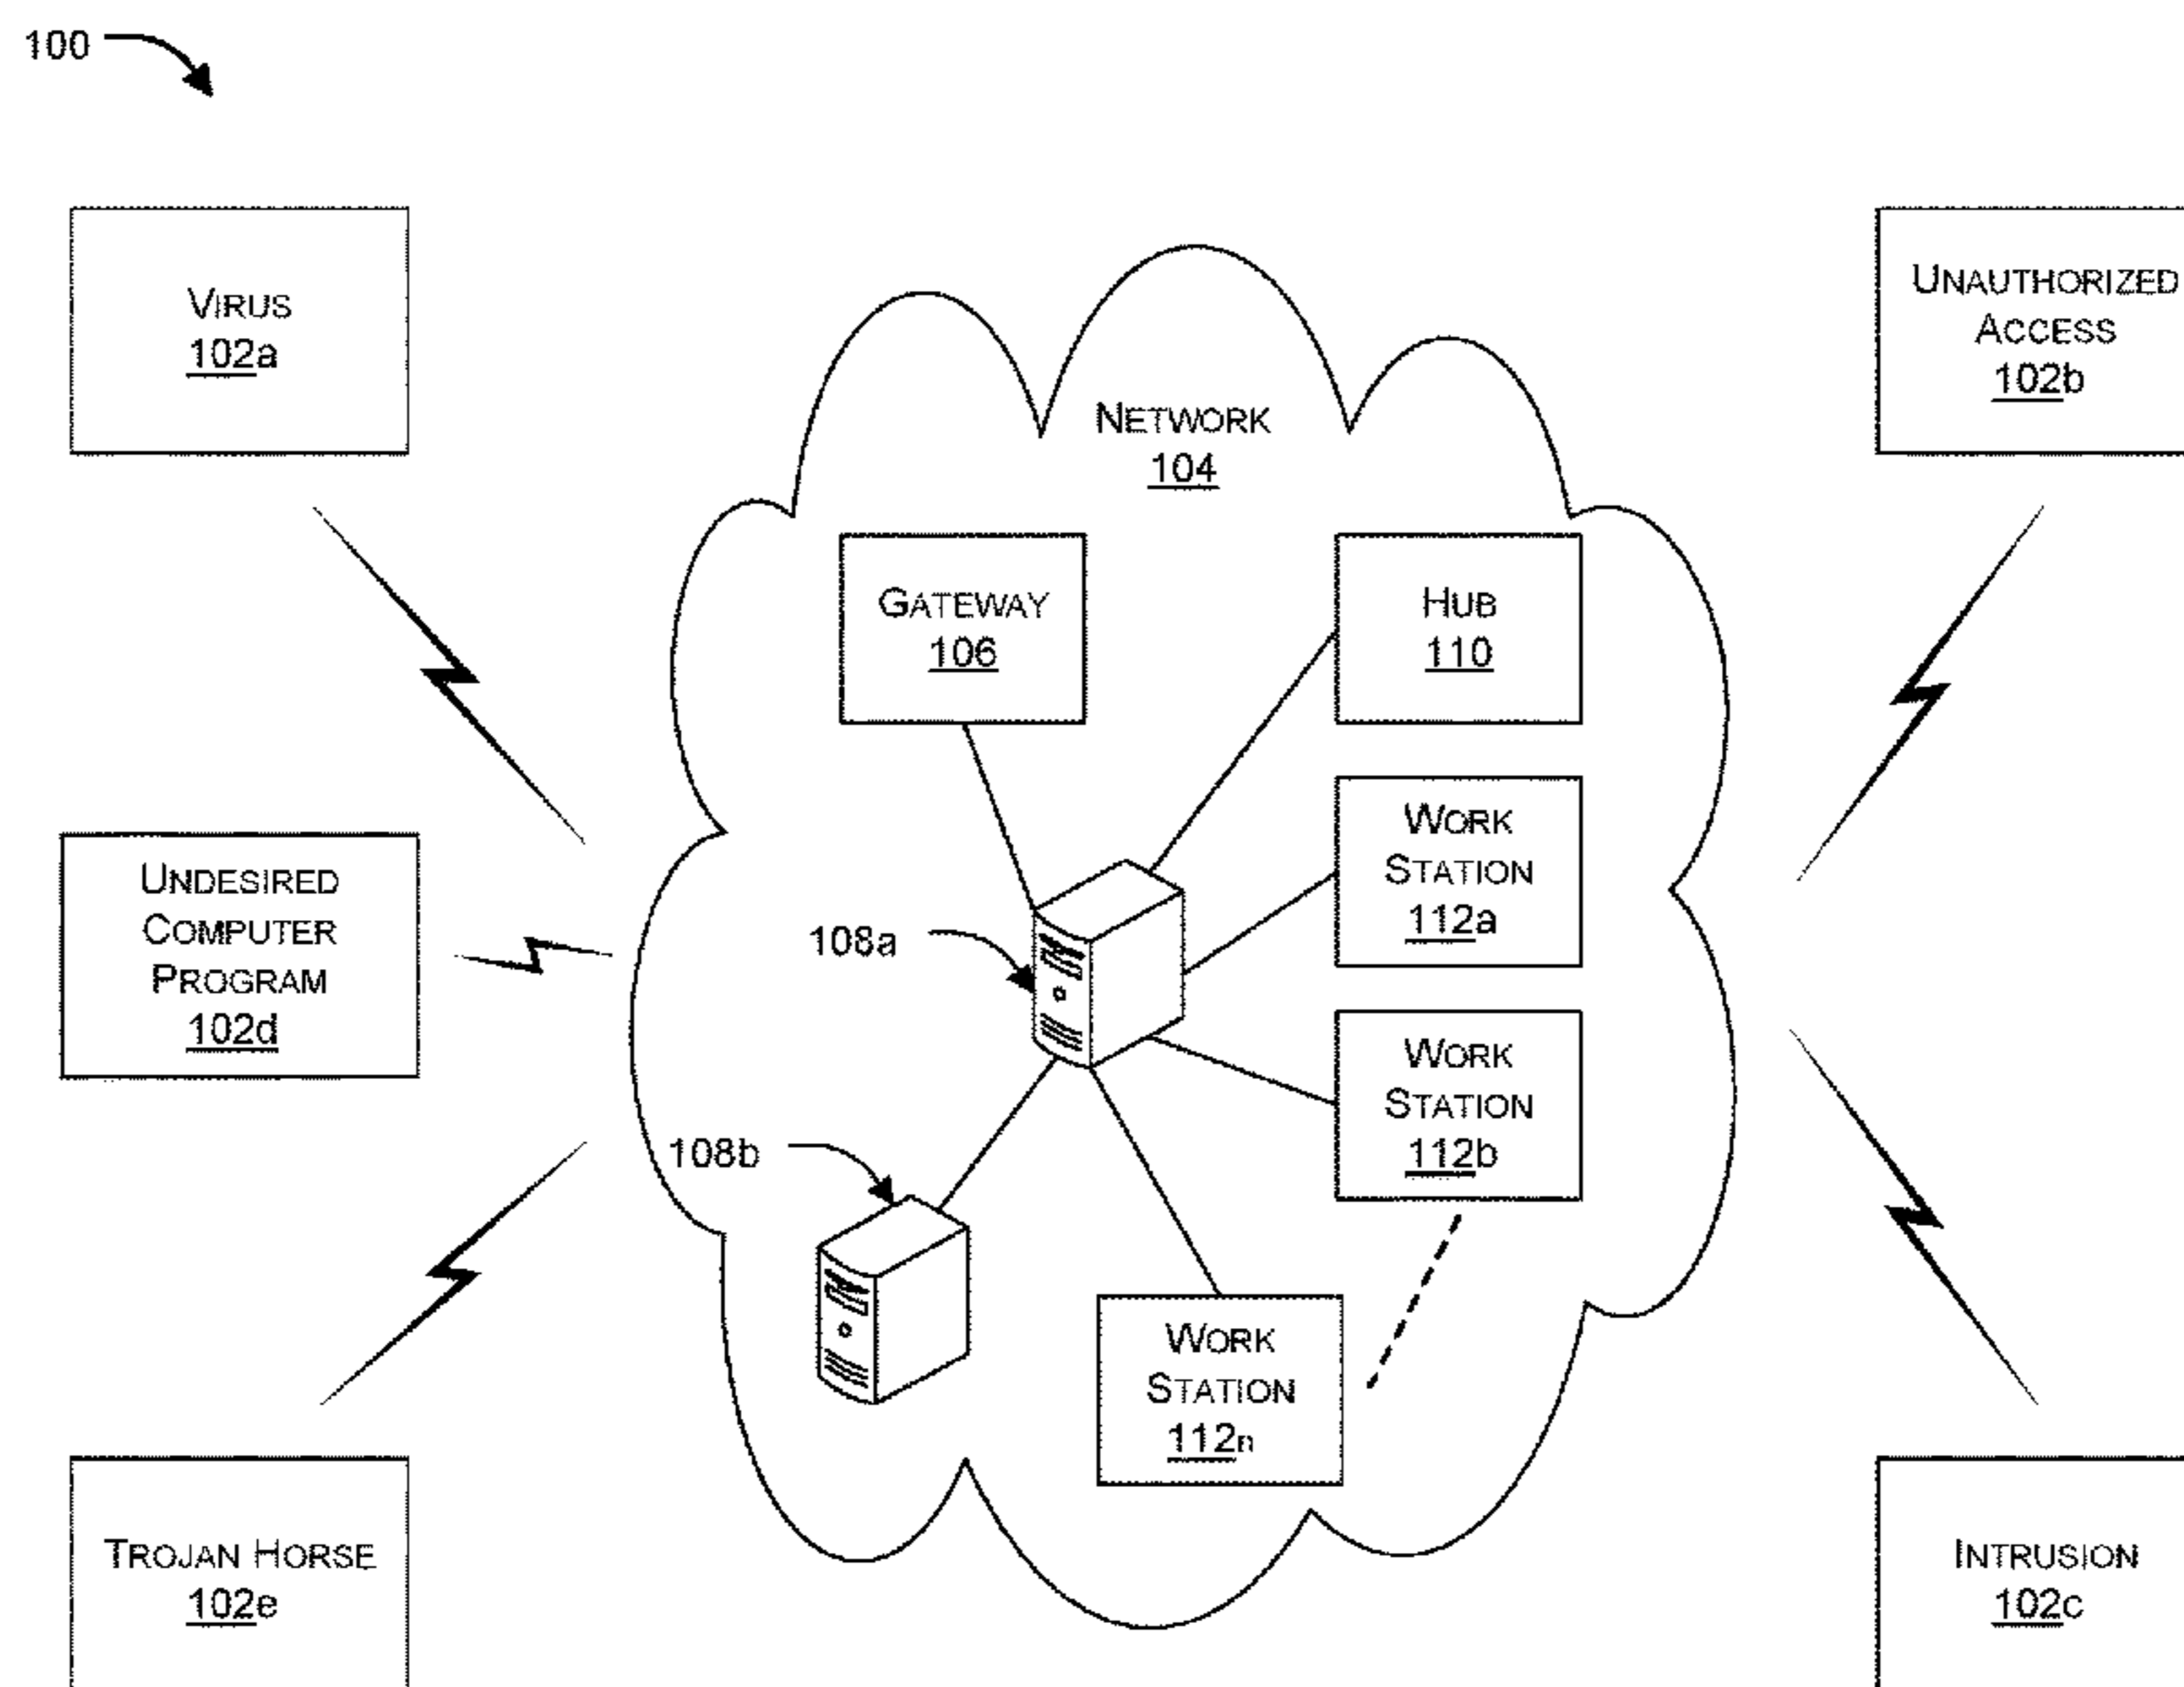 100
VIRUS
102a
UNAUTHORIZED
ACCESS
102b
NETWORK
104
GATEWAY
106
HUB
110
WORK
STATION
112a
UNDESIRED
COMPUTER
PROGRAM
102d
108a
WORK
STATION
112b
108b
WORK
STATION
112n
TROJAN HORSE
102e
INTRUSION
102c